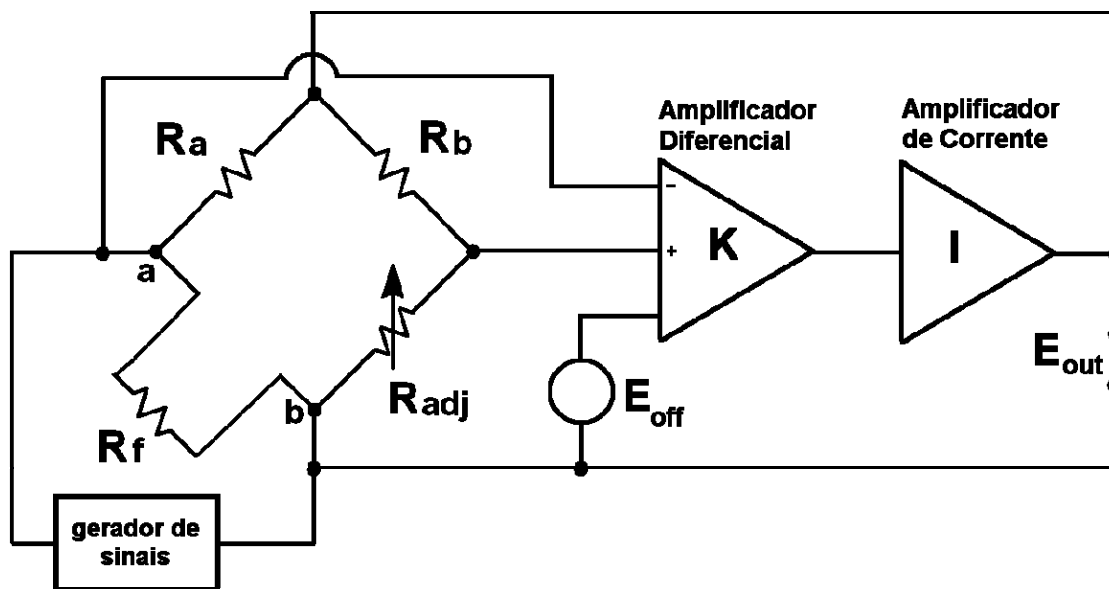 Amplificador
Diferencial
Amplificador
de Corrente
Ra
Rb
-
+
K
I
a
Eout
Radj
b
Eoff
Rf
gerador de
sinais